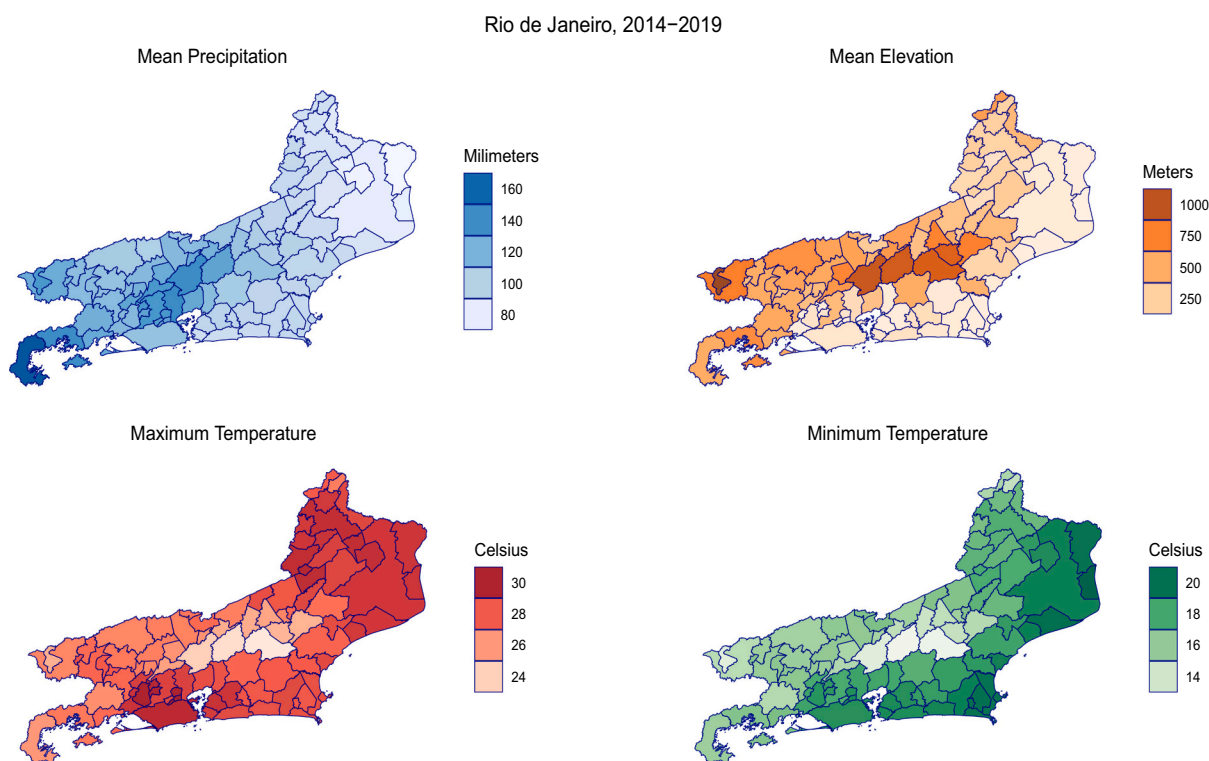 Rio de Janeiro, 2014−2019
Mean Precipitation
Milimeters
160
140
120
100
80
Mean Elevation
Meters
1000
750
500
250
Maximum Temperature
Celsius
30
28
26
24
Minimum Temperature
Celsius
20
18
16
14